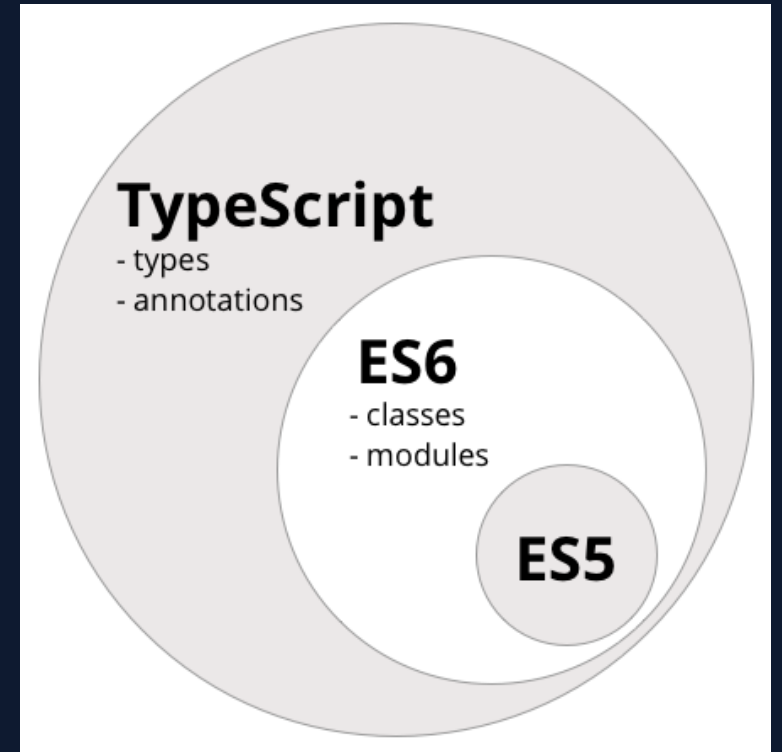 TypeScript
- types
- annotations
ES6
- classes
- modules
ES5